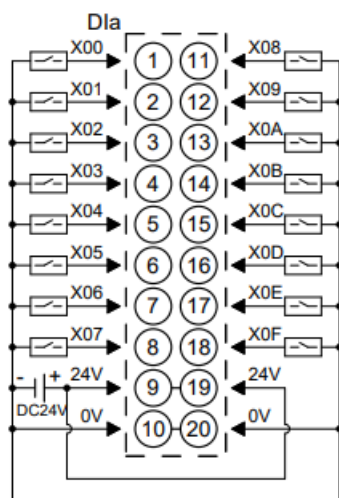 DIa
X00 1 11 X08
X01 2 12 X09
X02 3 13 X0A
X03 4 14 X0B
X04 5 15 X0C
X05 6 16 X0D
X06 7 17 X0E
X07 8 18 X0F
- + 24V 9 19 24V
DC24V
0V 10 20 0V